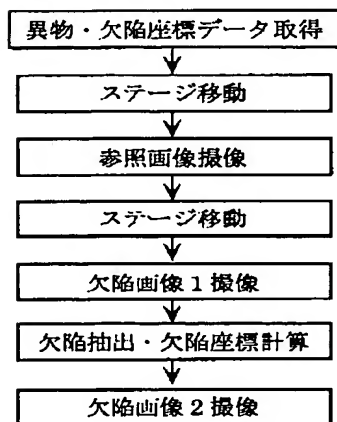 異物・欠陥座標データ取得
ステージ移動
参照画像撮像
ステージ移動
欠陥画像1撮像
欠陥抽出・欠陥座標計算
欠陥画像2撮像